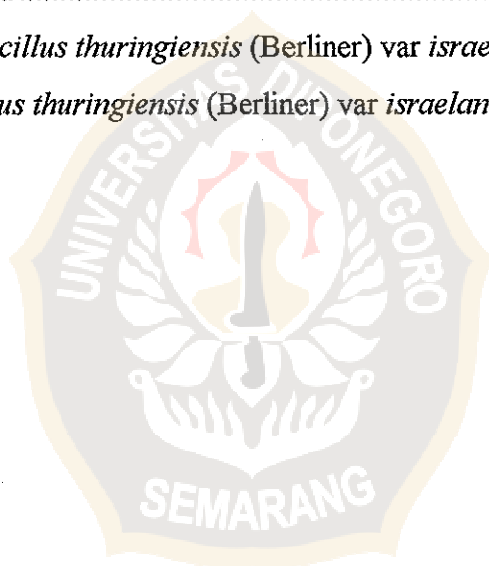 cillus thuringiensis (Berliner) var israe
us thuringiensis (Berliner) var israelan
UNIVERSITAS DIPONEGORO
SEMARANG